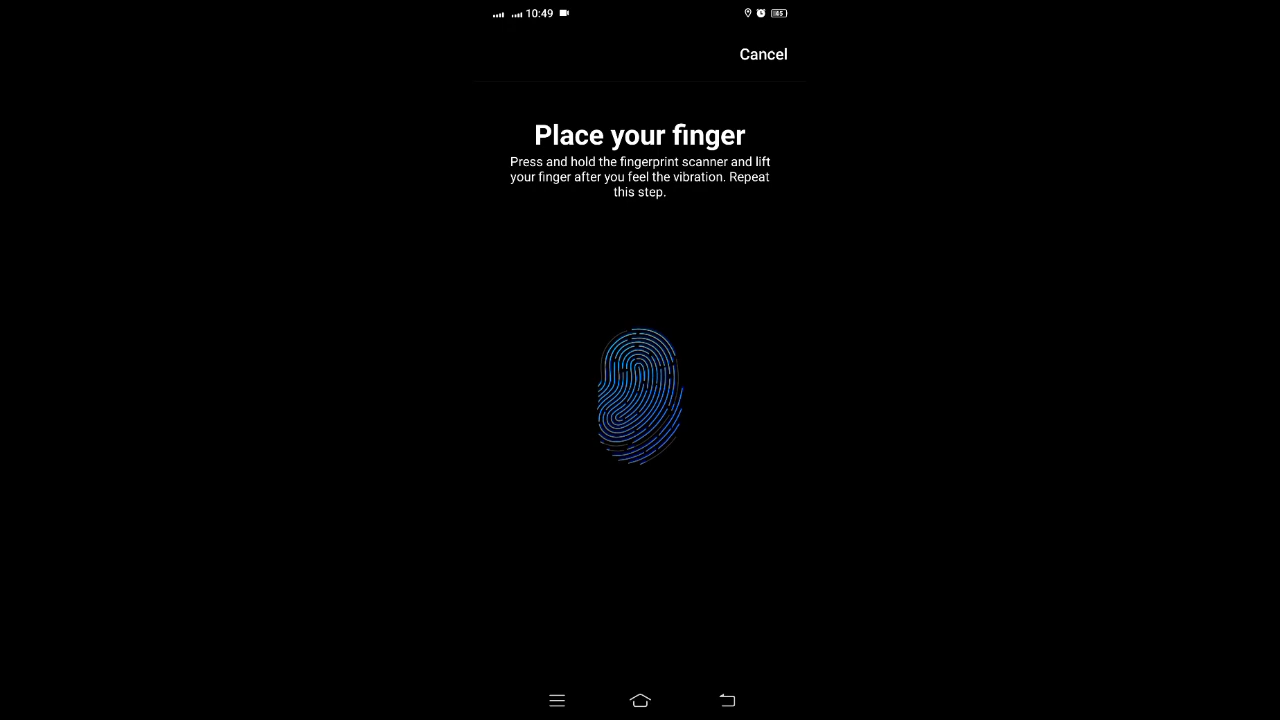 10:49
65
Cancel
Place your finger
Press and hold the fingerprint scanner and lift
your finger after you feel the vibration. Repeat
this step.